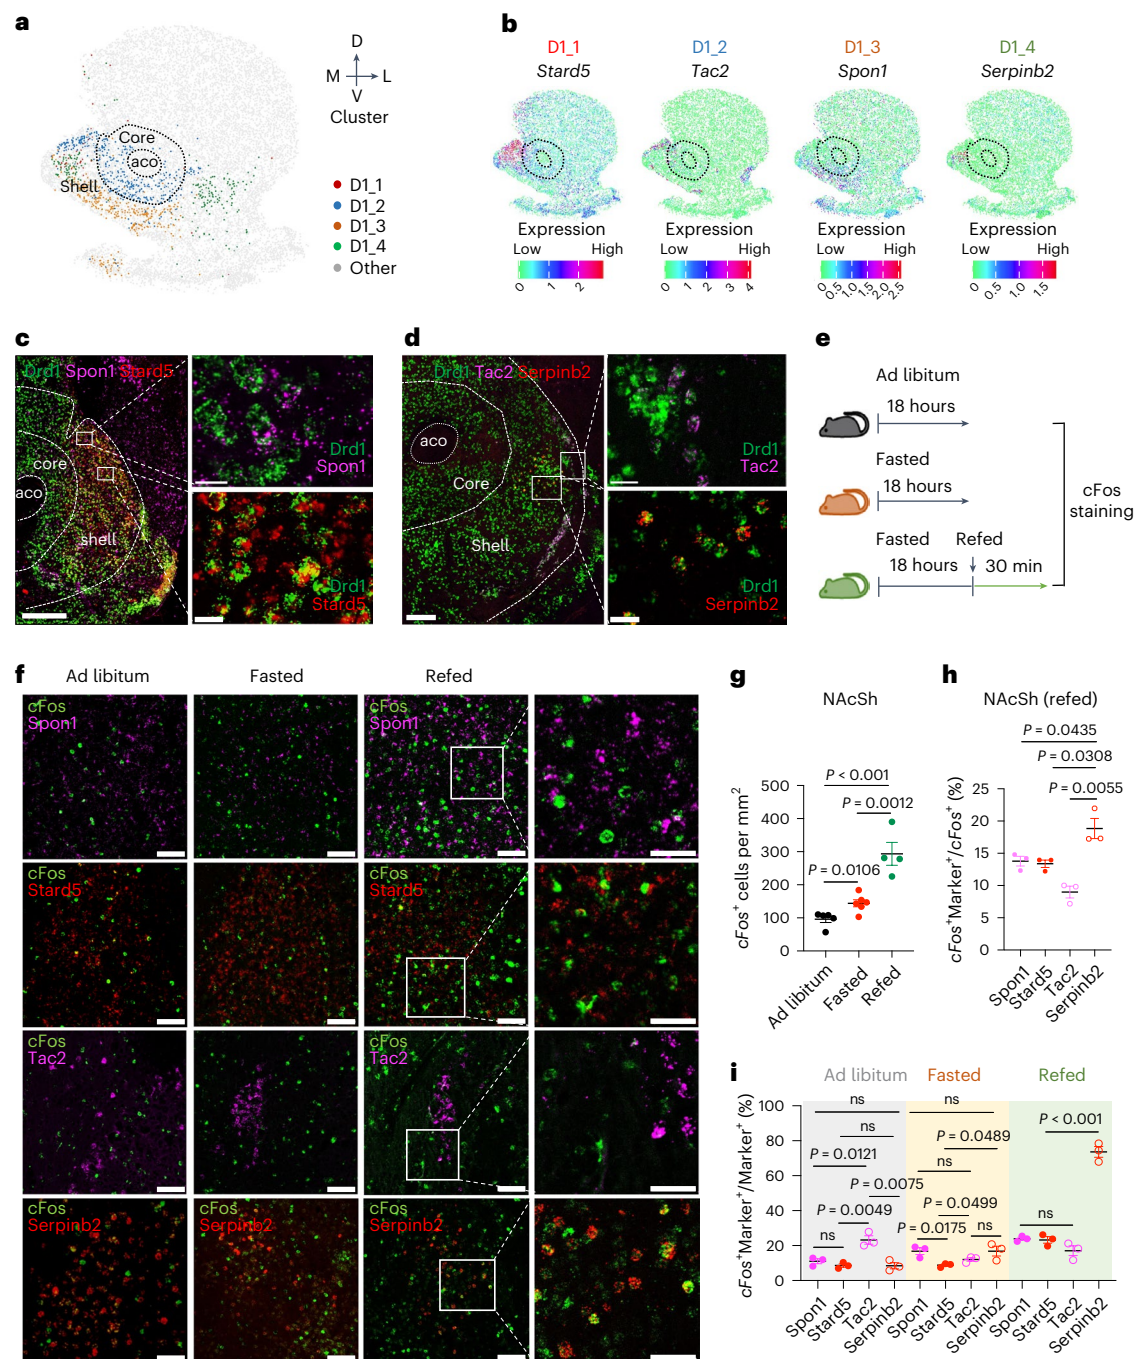 a
D
M
L
V
Cluster
Core
aco
Shell
D1_1
D1_2
D1_3
D1_4
Other
b
D1_1
D1_2
D1_3
D1_4
Stard5
Tac2
Spon1
Serpinb2
Expression
Expression
Expression
Expression
Low High
Low High
Low High
Low High
0 1 2
0 1 2 3 4
0 0.5 1.0 1.5 2.0 2.5
0 0.5 1.0 1.5
c
Drd1 Spon1 Stard5
core
aco
shell
Drd1
Spon1
Drd1
Stard5
d
Drd1 Tac2 Serpinb2
aco
Core
Shell
Drd1
Tac2
Drd1
Serpinb2
e
Ad libitum
18 hours
Fasted
18 hours
Fasted Refed
18 hours 30 min
cFos
staining
f
Ad libitum
Fasted
Refed
cFos
Spon1
cFos
Spon1
cFos
Stard5
cFos
Stard5
cFos
Tac2
cFos
Tac2
cFos
Serpinb2
cFos
Serpinb2
cFos
Serpinb2
g
NAcSh
P < 0.001
P = 0.0012
P = 0.0106
cFos⁺ cells per mm²
500
400
300
200
100
0
Ad libitum
Fasted
Refed
h
NAcSh (refed)
P = 0.0435
P = 0.0308
P = 0.0055
cFos⁺Marker⁺/cFos⁺ (%)
25
20
15
10
5
0
Spon1
Stard5
Tac2
Serpinb2
i
Ad libitum
Fasted
Refed
cFos⁺Marker⁺/Marker⁺ (%)
100
80
60
40
20
0
ns
ns
P = 0.0121
P = 0.0075
P = 0.0049
ns
ns
P = 0.0489
ns
P = 0.0499
P = 0.0175
ns
P < 0.001
ns
Spon1
Stard5
Tac2
Serpinb2
Spon1
Stard5
Tac2
Serpinb2
Spon1
Stard5
Tac2
Serpinb2